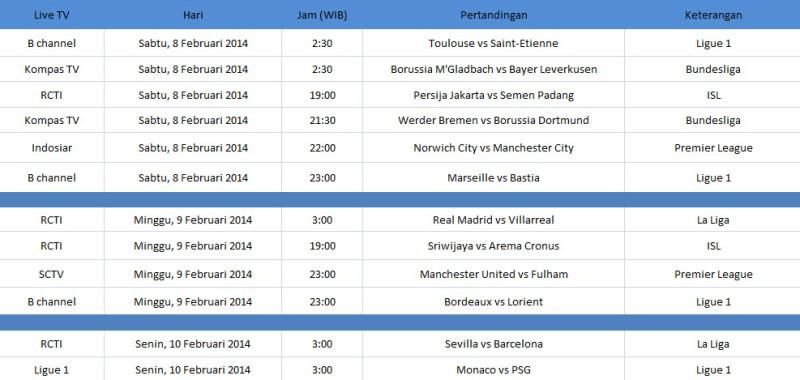 Live TV Hari Jam (WIB) Pertandingan Keterangan
B channel Sabtu, 8 Februari 2014 2:30 Toulouse vs Saint-Etienne Ligue 1
Kompas TV Sabtu, 8 Februari 2014 2:30 Borussia M'Gladbach vs Bayer Leverkusen Bundesliga
RCTI Sabtu, 8 Februari 2014 19:00 Persija Jakarta vs Semen Padang ISL
Kompas TV Sabtu, 8 Februari 2014 21:30 Werder Bremen vs Borussia Dortmund Bundesliga
Indosiar Sabtu, 8 Februari 2014 22:00 Norwich City vs Manchester City Premier League
B channel Sabtu, 8 Februari 2014 23:00 Marseille vs Bastia Ligue 1
RCTI Minggu, 9 Februari 2014 3:00 Real Madrid vs Villarreal La Liga
RCTI Minggu, 9 Februari 2014 19:00 Sriwijaya vs Arema Cronus ISL
SCTV Minggu, 9 Februari 2014 23:00 Manchester United vs Fulham Premier League
B channel Minggu, 9 Februari 2014 23:00 Bordeaux vs Lorient Ligue 1
RCTI Senin, 10 Februari 2014 3:00 Sevilla vs Barcelona La Liga
Ligue 1 Senin, 10 Februari 2014 3:00 Monaco vs PSG Ligue 1